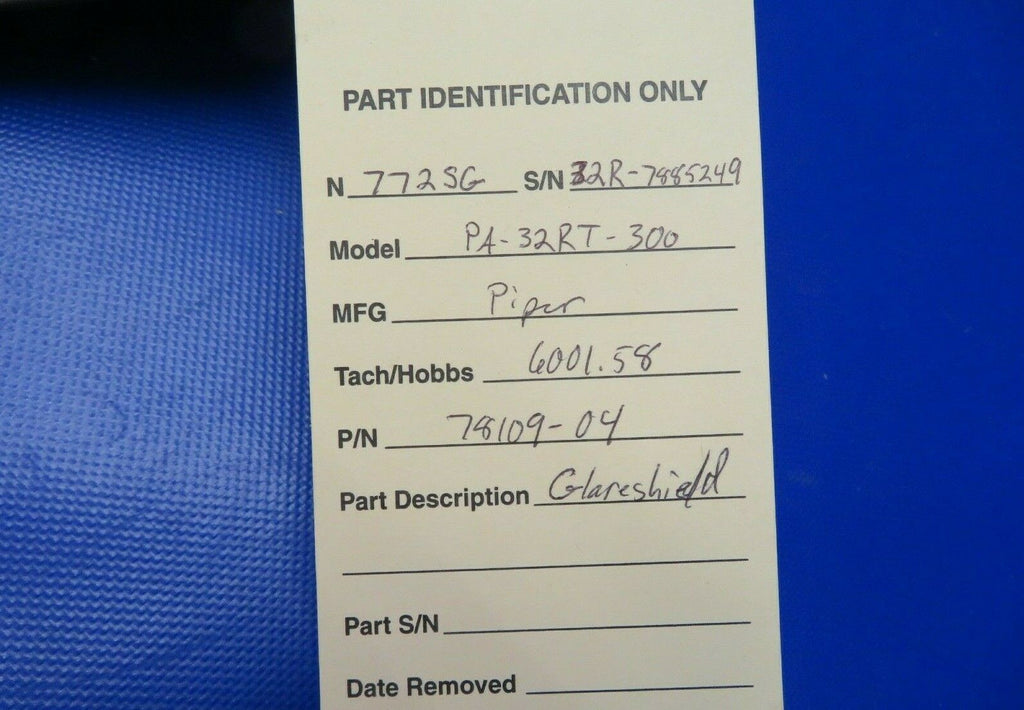 PART IDENTIFICATION ONLY
N 772SG S/N 32R-7885249
Model PA-32RT-300
MFG Piper
Tach/Hobbs 6001.58
P/N 78109-04
Part Description Glareshield
Part S/N
Date Removed